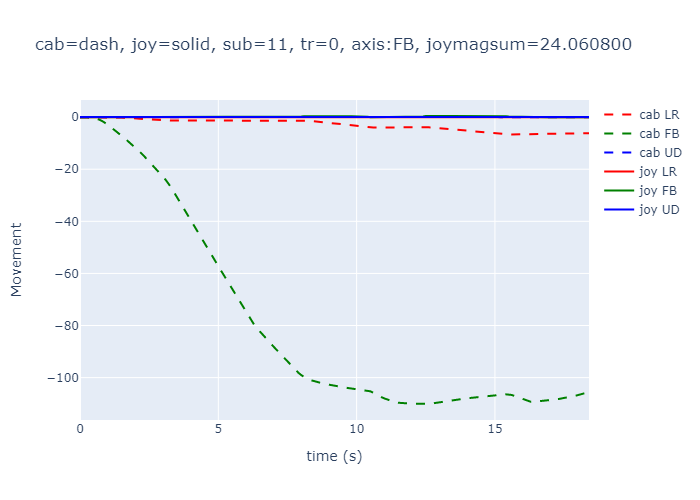 cab=dash, joy=solid, sub=11, tr=0, axis:FB, joymagsum=24.060800
Movement
0
−20
−40
−60
−80
−100
0
5
10
15
time (s)
cab LR
cab FB
cab UD
joy LR
joy FB
joy UD